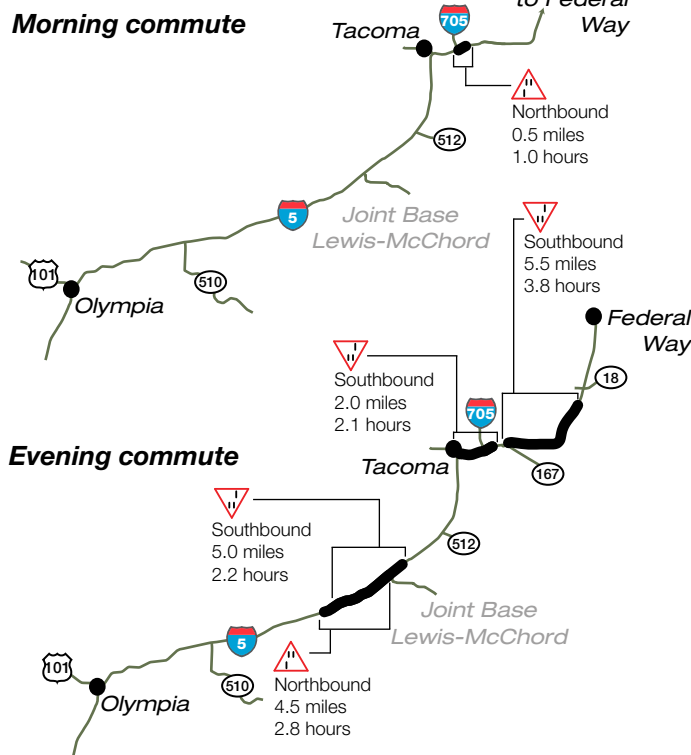 Morning commute
to Federal
Way
705
Tacoma
Northbound
0.5 miles
1.0 hours
512
5
Joint Base
Lewis-McChord
101
510
Olympia
Southbound
5.5 miles
3.8 hours
Federal
Way
18
Southbound
2.0 miles
2.1 hours
705
Evening commute
Tacoma
167
Southbound
5.0 miles
2.2 hours
512
Joint Base
Lewis-McChord
5
101
510
Olympia
Northbound
4.5 miles
2.8 hours